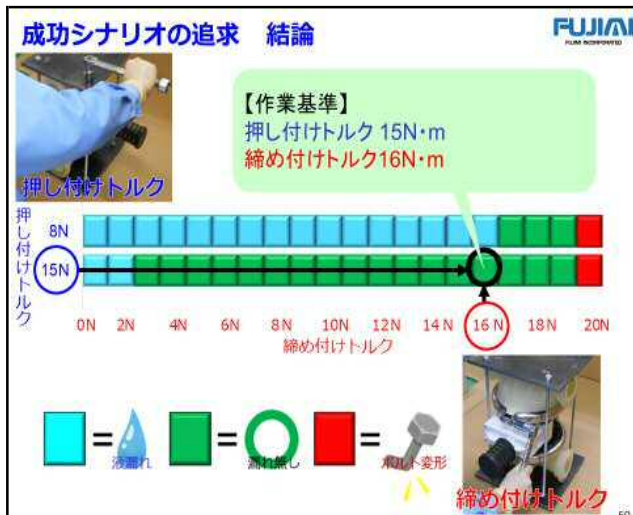 成功シナリオの追求　結論
FUJIMI
FUJIMI INCORPORATED
【作業基準】
押し付けトルク 15N・m
締め付けトルク16N・m
押し付けトルク
押し付けトルク
8N
15N
0N 2N 4N 6N 8N 10N 12N 14N 16N 18N 20N
締め付けトルク
= 液漏れ = 漏れ無し = ボルト変形
締め付けトルク
50